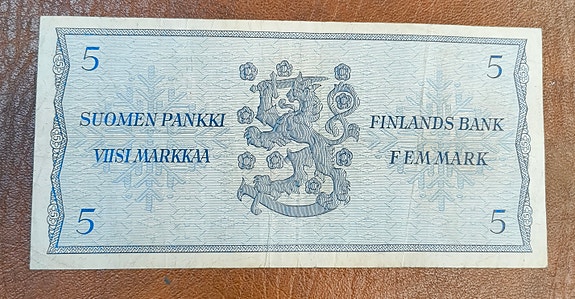 5 5
SUOMEN PANKKI FINLANDS BANK
VIISI MARKKAA FEM MARK
5 5